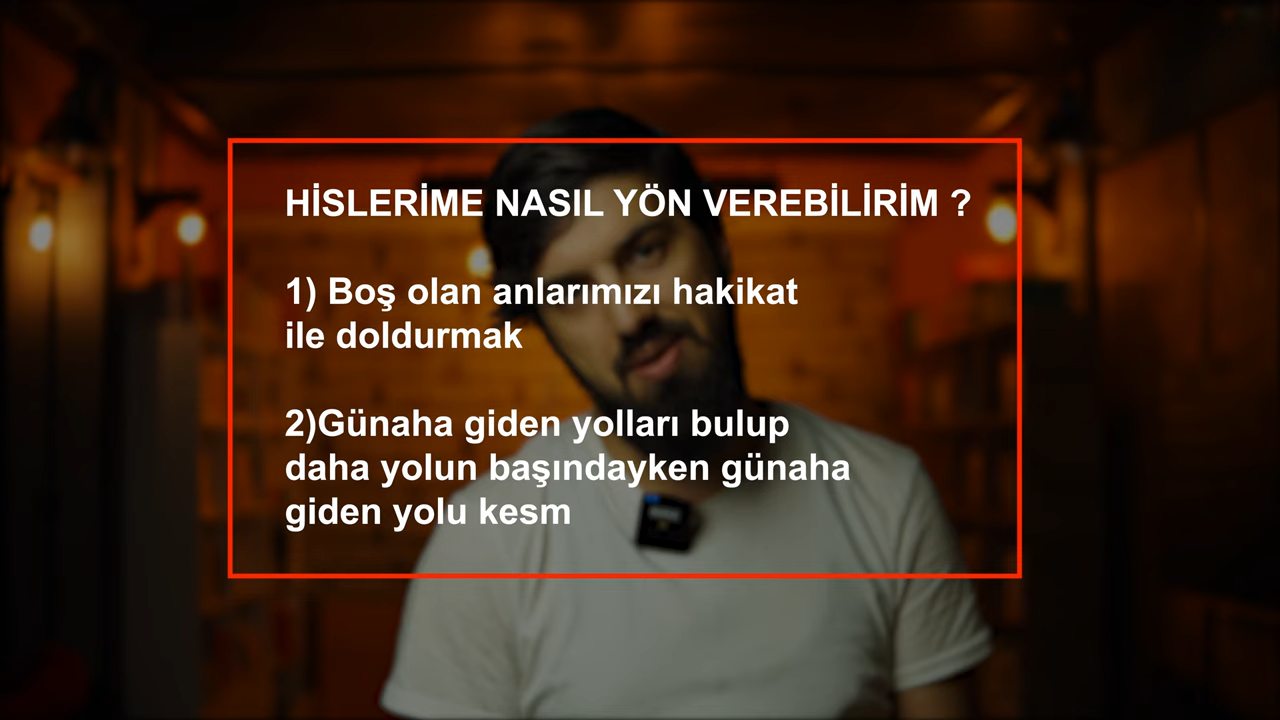 HİSLERİME NASIL YÖN VEREBİLİRİM ?
1) Boş olan anlarımızı hakikat
ile doldurmak
2)Günaha giden yolları bulup
daha yolun başındayken günaha
giden yolu kesm